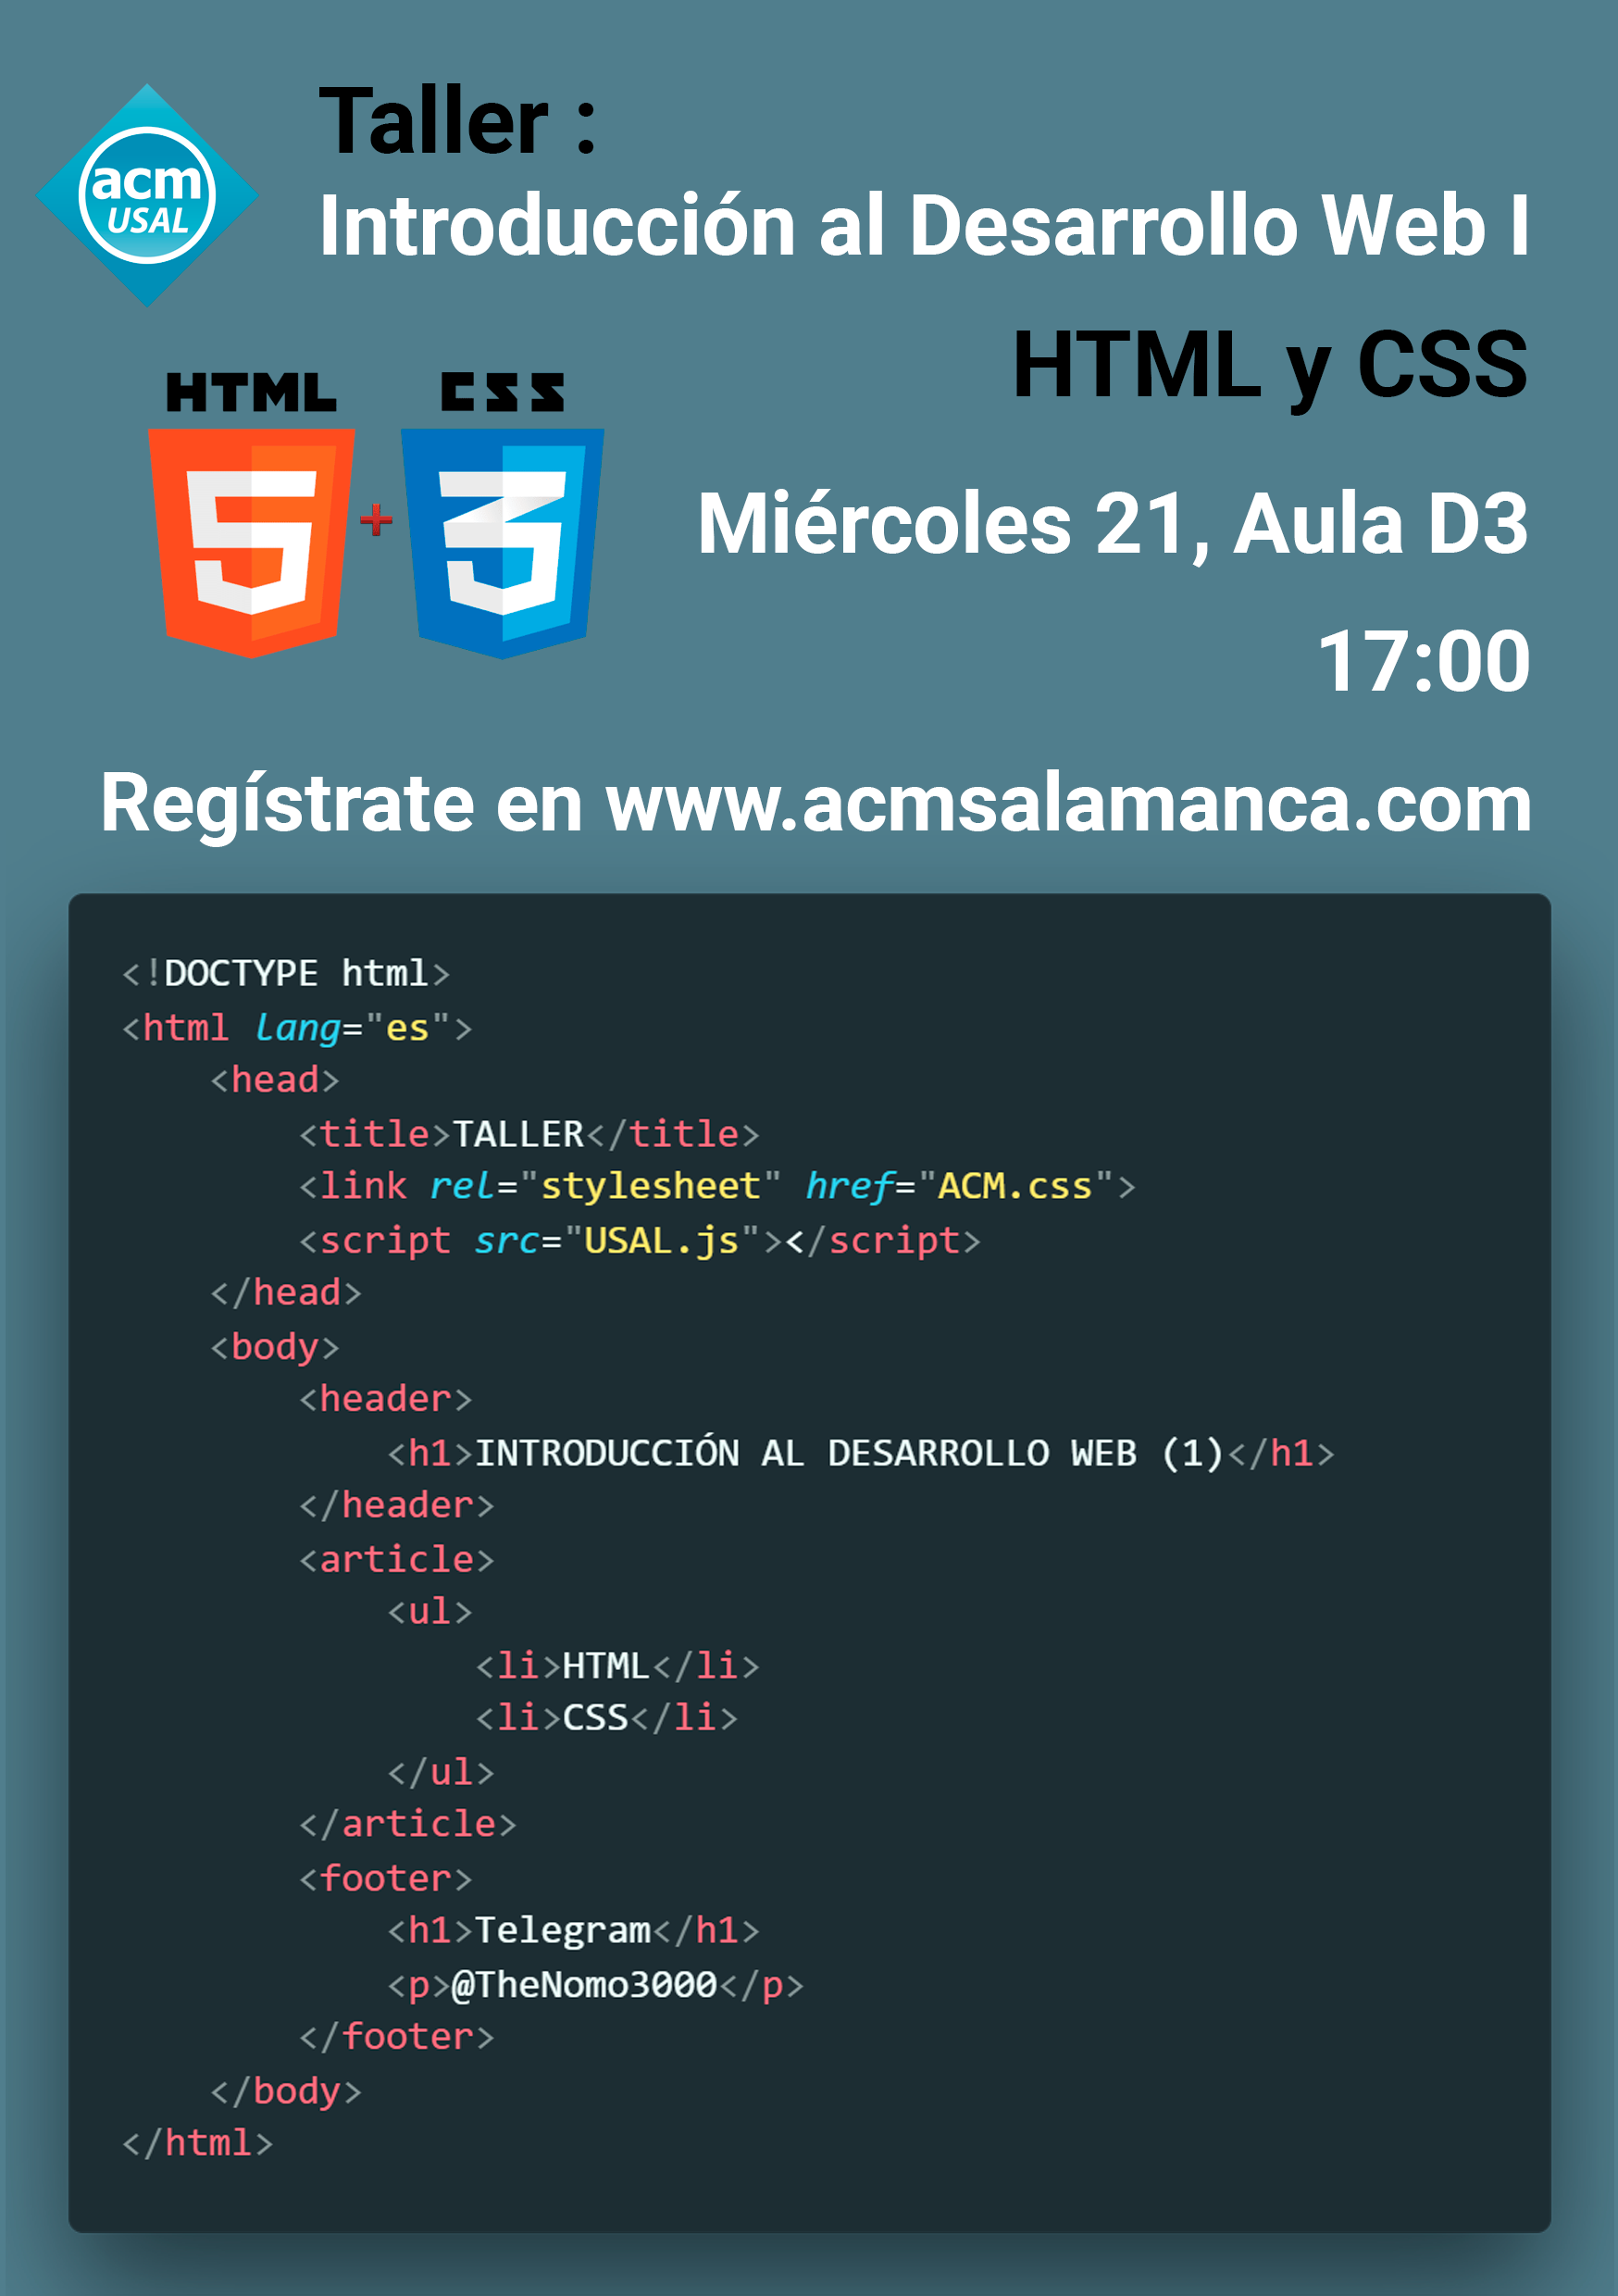 acm
USAL
Taller :
Introducción al Desarrollo Web I
HTML y CSS
HTML CSS
5 + 3
Miércoles 21, Aula D3
17:00
Regístrate en www.acmsalamanca.com
<!DOCTYPE html>
<html lang="es">
    <head>
        <title>TALLER</title>
        <link rel="stylesheet" href="ACM.css">
        <script src="USAL.js"></script>
    </head>
    <body>
        <header>
            <h1>INTRODUCCIÓN AL DESARROLLO WEB (1)</h1>
        </header>
        <article>
            <ul>
                <li>HTML</li>
                <li>CSS</li>
            </ul>
        </article>
        <footer>
            <h1>Telegram</h1>
            <p>@TheNomo3000</p>
        </footer>
    </body>
</html>